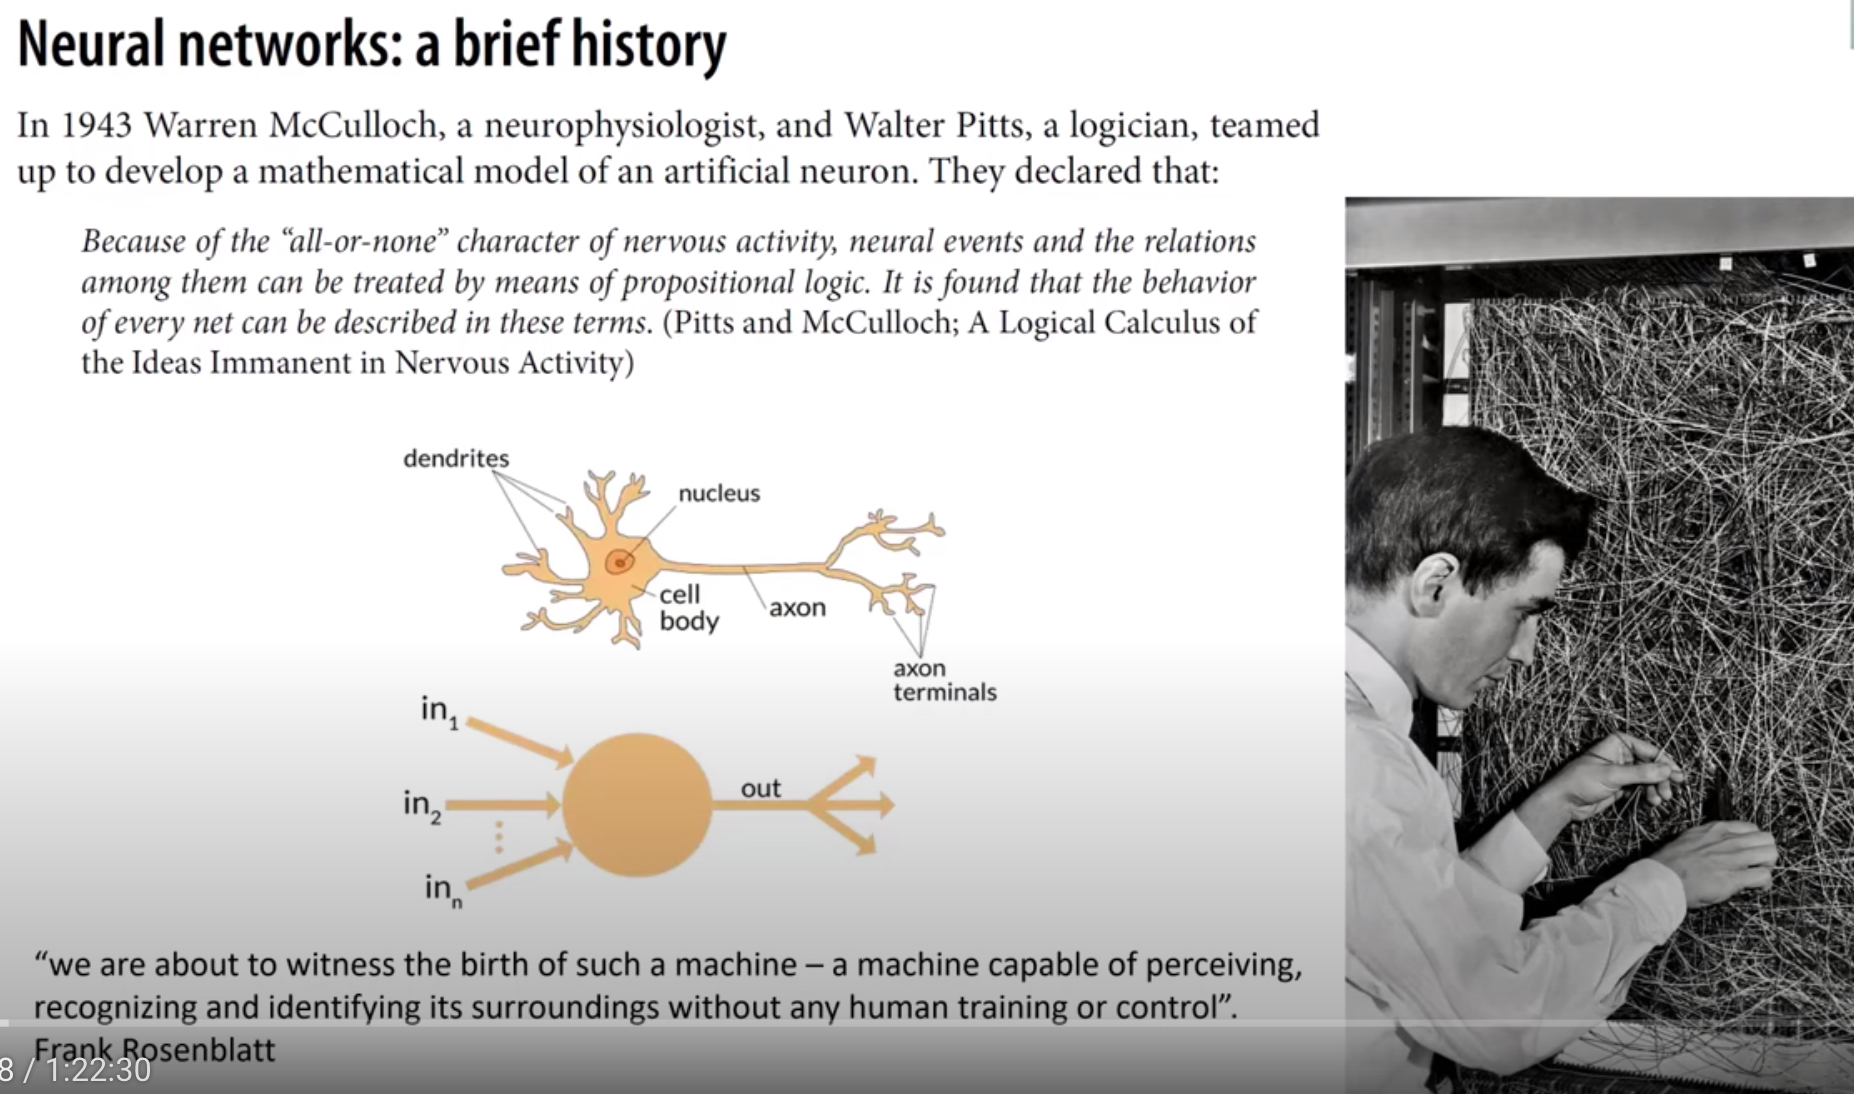 Neural networks: a brief history
In 1943 Warren McCulloch, a neurophysiologist, and Walter Pitts, a logician, teamed
up to develop a mathematical model of an artificial neuron. They declared that:
Because of the “all-or-none” character of nervous activity, neural events and the relations
among them can be treated by means of propositional logic. It is found that the behavior
of every net can be described in these terms. (Pitts and McCulloch; A Logical Calculus of
the Ideas Immanent in Nervous Activity)
dendrites
nucleus
cell
body
axon
axon
terminals
in1
in2
inn
out
“we are about to witness the birth of such a machine – a machine capable of perceiving,
recognizing and identifying its surroundings without any human training or control”.
Frank Rosenblatt
8 / 1:22:30